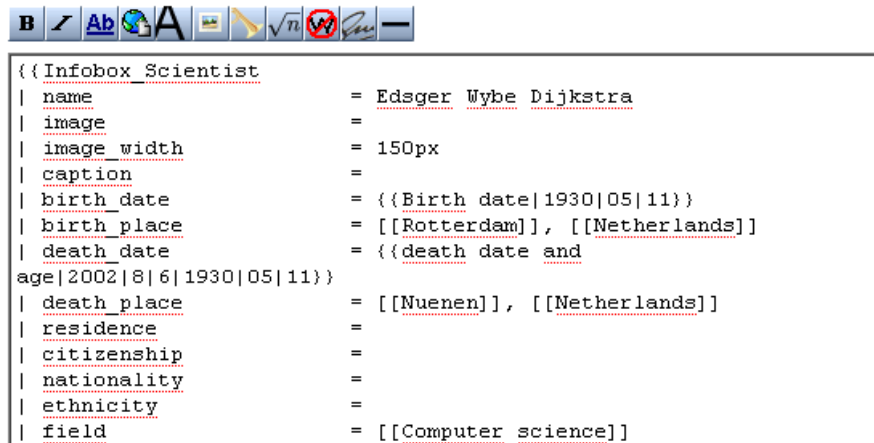 B I Ab A √n W
{{Infobox_Scientist
| name = Edsger Wybe Dijkstra
| image =
| image_width = 150px
| caption =
| birth_date = {{Birth date|1930|05|11}}
| birth_place = [[Rotterdam]], [[Netherlands]]
| death_date = {{death date and
age|2002|8|6|1930|05|11}}
| death_place = [[Nuenen]], [[Netherlands]]
| residence =
| citizenship =
| nationality =
| ethnicity =
| field = [[Computer science]]